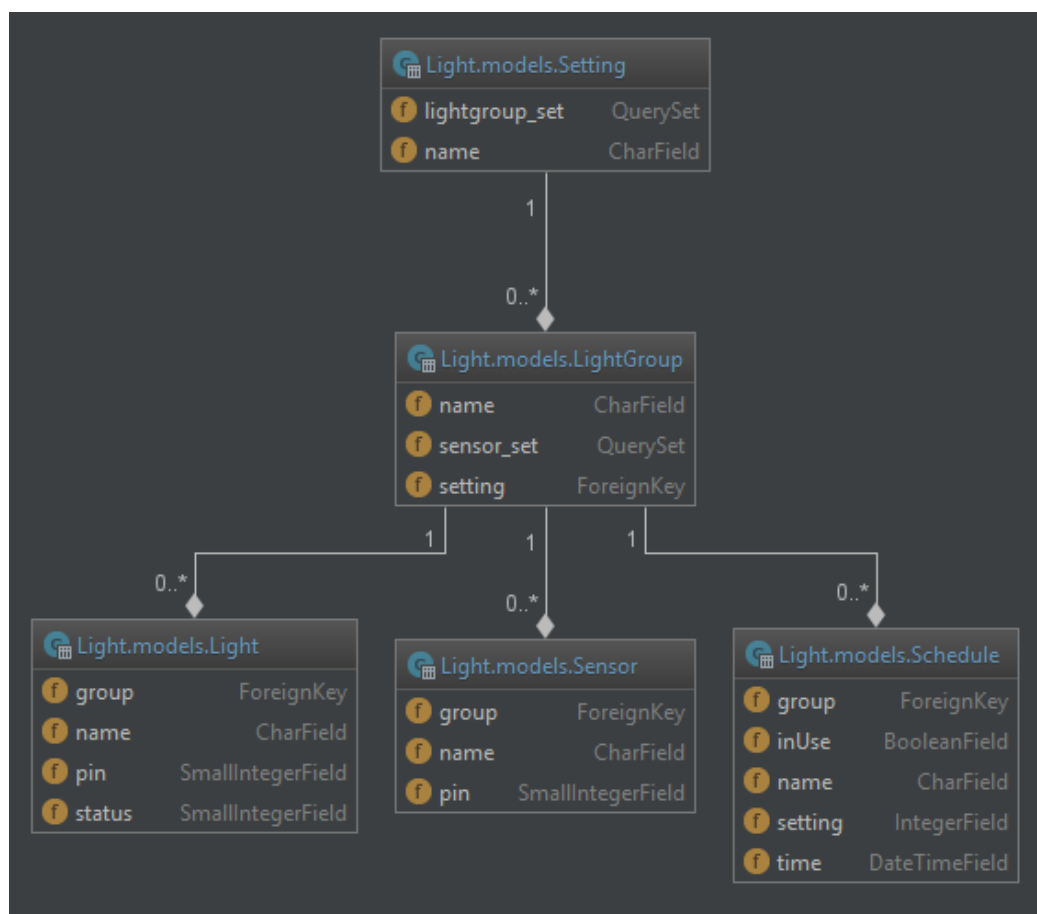 Light.models.Setting
lightgroup_set QuerySet
name CharField
1
0..*
Light.models.LightGroup
name CharField
sensor_set QuerySet
setting ForeignKey
1
1
1
0..*
0..*
0..*
Light.models.Light
group ForeignKey
name CharField
pin SmallIntegerField
status SmallIntegerField
Light.models.Sensor
group ForeignKey
name CharField
pin SmallIntegerField
Light.models.Schedule
group ForeignKey
inUse BooleanField
name CharField
setting IntegerField
time DateTimeField